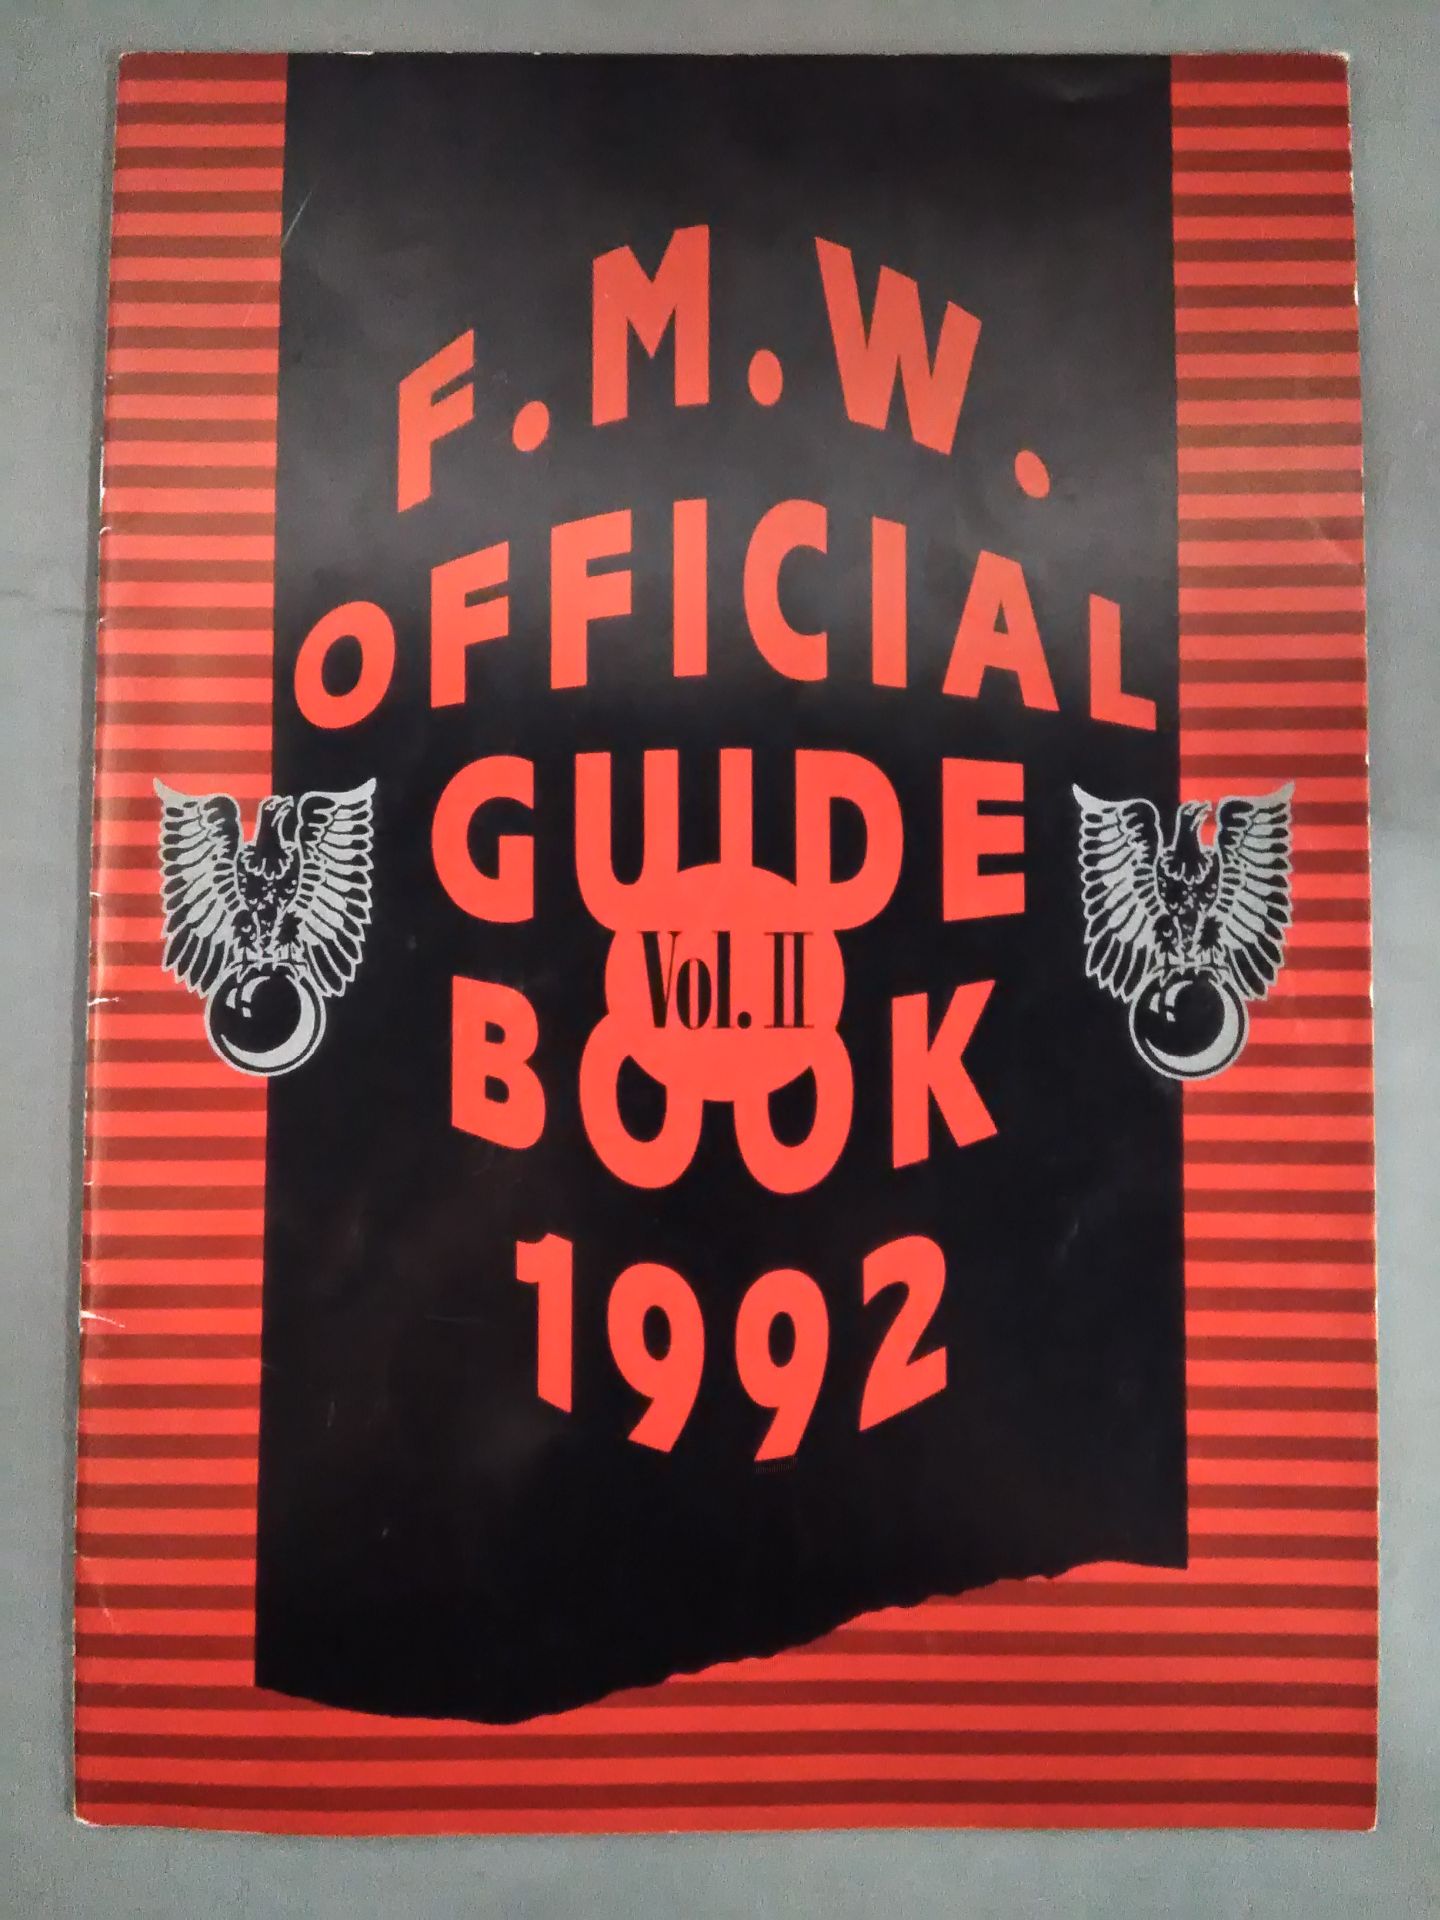 F.M.W.
OFFICIAL
GUIDE
Vol.II
BOOK
1992